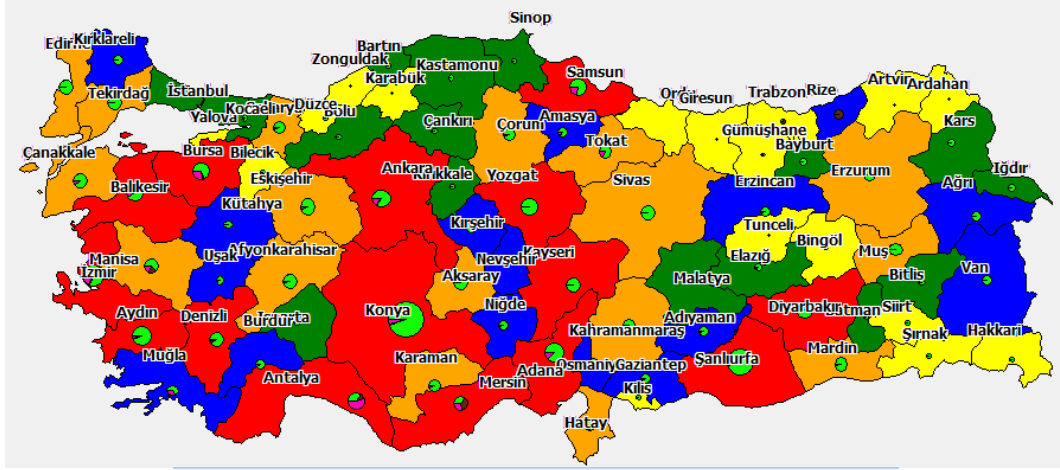 Sinop
Edirne Kırklareli
Bartın
Zonguldak
Kastamonu
Samsun
Karabük
Artvin
Tekirdağ
İstanbul
Ordu
Giresun
Trabzon Rize
Ardahan
Kocaeli
Düzce
Yalova
Bolu
Çankırı
Çorum
Amasya
Gümüşhane
Kars
Tokat
Bayburt
Çanakkale
Bursa
Bilecik
Ankara
Kırıkkale
Yozgat
Sivas
Erzincan
Erzurum
Iğdır
Balıkesir
Eskişehir
Ağrı
Kütahya
Kırşehir
Tunceli
Manisa
Uşak
Afyonkarahisar
Kayseri
Bingöl
Muş
İzmir
Aksaray
Nevşehir
Elazığ
Malatya
Bitlis
Van
Aydın
Denizli
Burdur
Konya
Niğde
Adıyaman
Diyarbakır
Siirt
Kahramanmaraş
Şırnak
Hakkari
Muğla
Karaman
Mardin
Antalya
Mersin
Adana
Gaziantep
Şanlıurfa
Kilis
Hatay